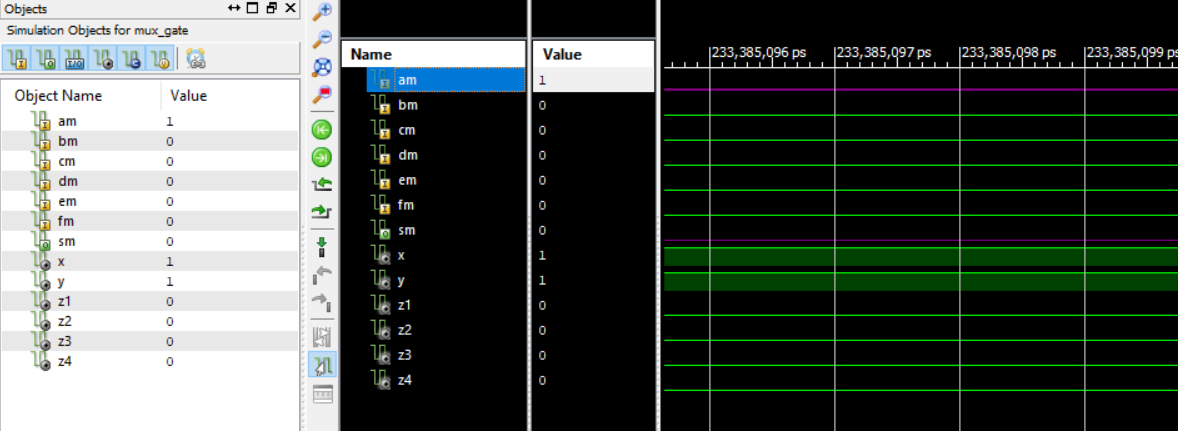 Objects
Simulation Objects for mux_gate
Object Name Value
am 1
bm 0
cm 0
dm 0
em 0
fm 0
sm 0
x 1
y 1
z1 0
z2 0
z3 0
z4 0
Name Value
am 1
bm 0
cm 0
dm 0
em 0
fm 0
sm 0
x 1
y 1
z1 0
z2 0
z3 0
z4 0
233,385,096 ps 233,385,097 ps 233,385,098 ps 233,385,099 ps